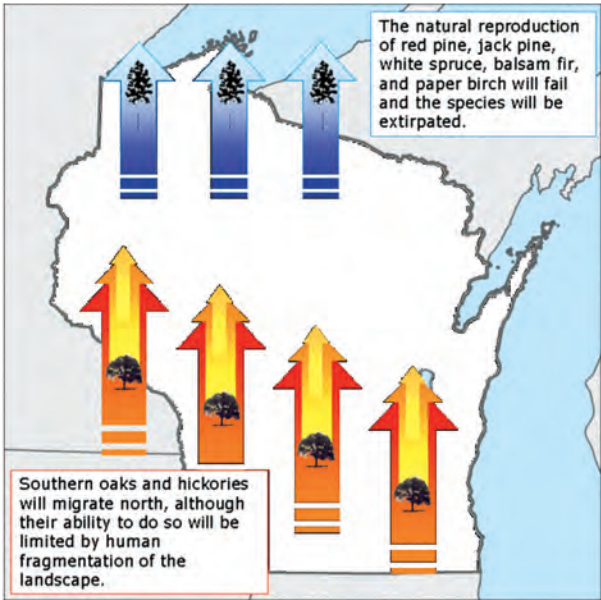 The natural reproduction
of red pine, jack pine,
white spruce, balsam fir,
and paper birch will fail
and the species will be
extirpated.
Southern oaks and hickories
will migrate north, although
their ability to do so will be
limited by human
fragmentation of the
landscape.